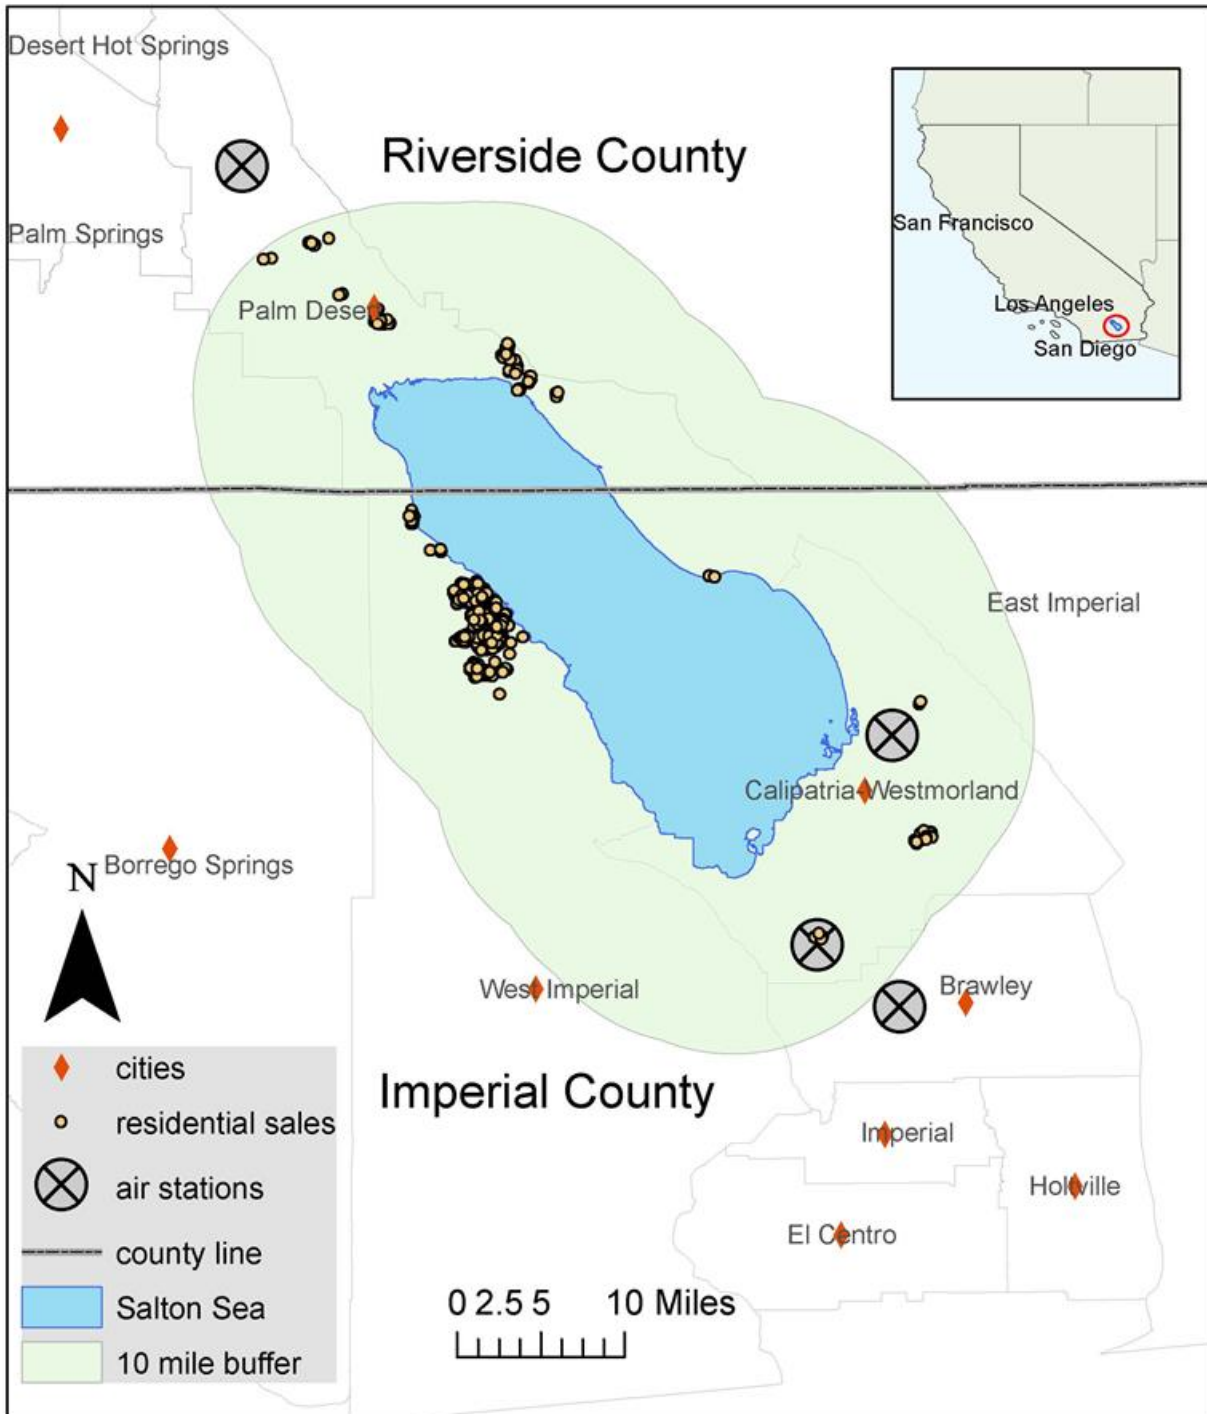 Desert Hot Springs
Riverside County
Palm Springs
San Francisco
Los Angeles
San Diego
Palm Deser
East Imperial
Calipatria-Westmorland
Borrego Springs
N
West Imperial
Brawley
cities
Imperial County
residential sales
Imperial
air stations
Holtville
El Centro
county line
Salton Sea
0 2.5 5 10 Miles
10 mile buffer